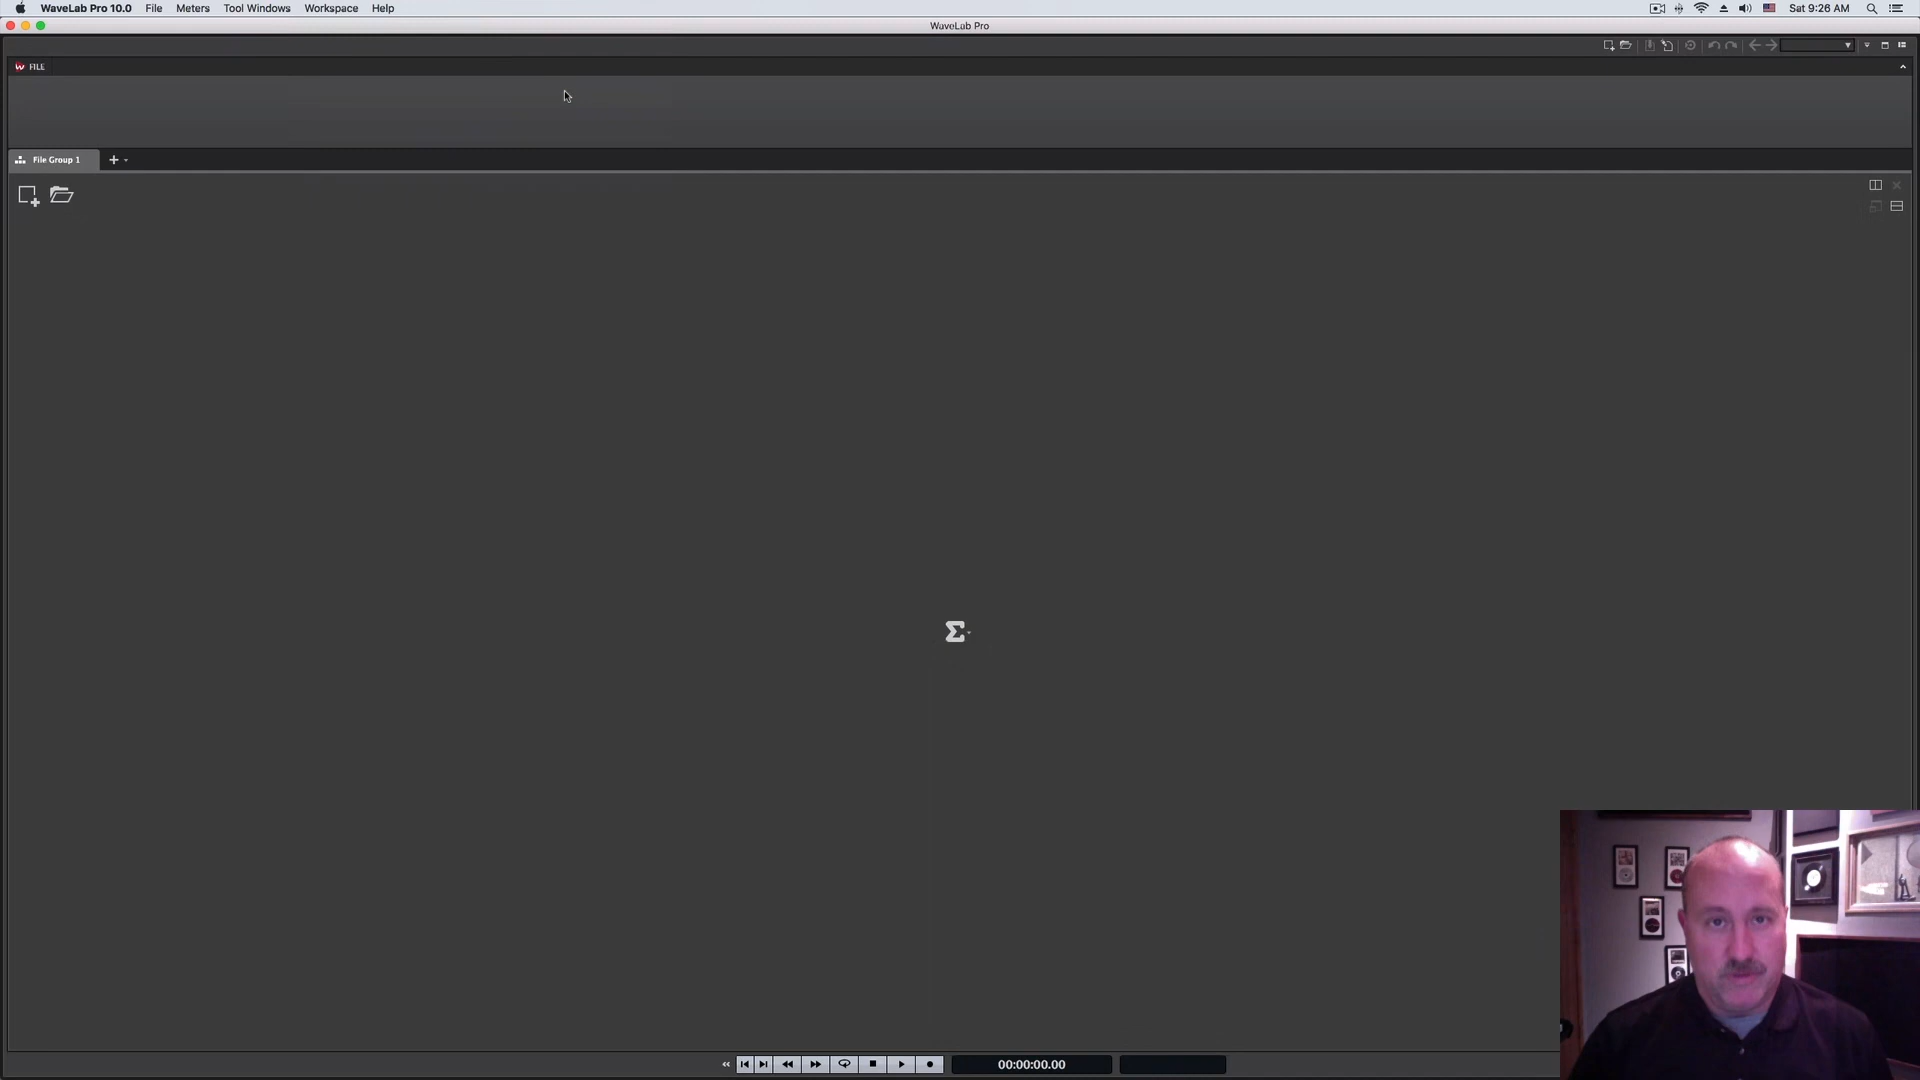 WaveLab Pro 10.0 File Meters Tool Windows Workspace Help Sat 9:26 AM
WaveLab Pro
FILE
File Group 1
00:00:00.00